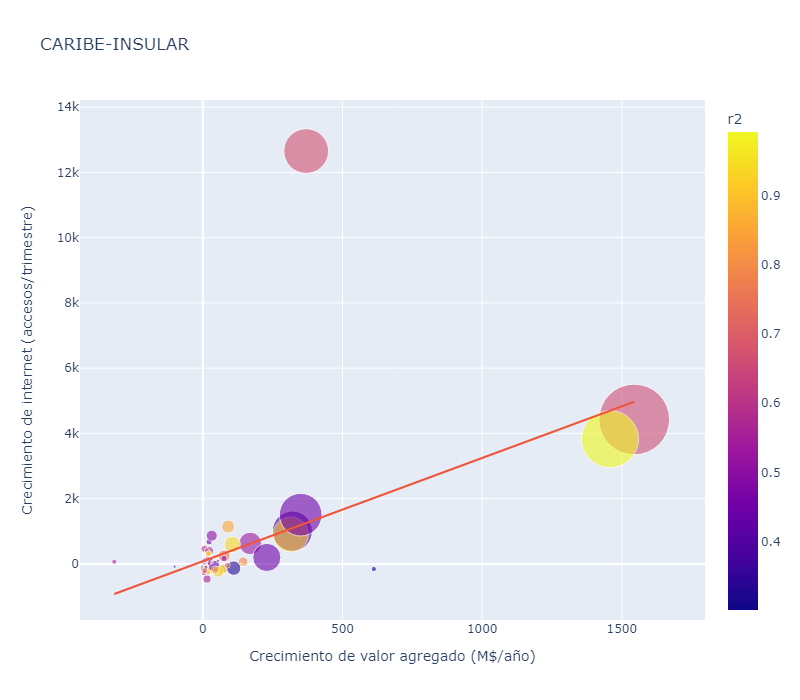 CARIBE-INSULAR
r2
14k
12k
10k
8k
6k
4k
2k
0
0.9
0.8
0.7
0.6
0.5
0.4
Crecimiento de internet (accesos/trimestre)
0
500
1000
1500
Crecimiento de valor agregado (M$/año)